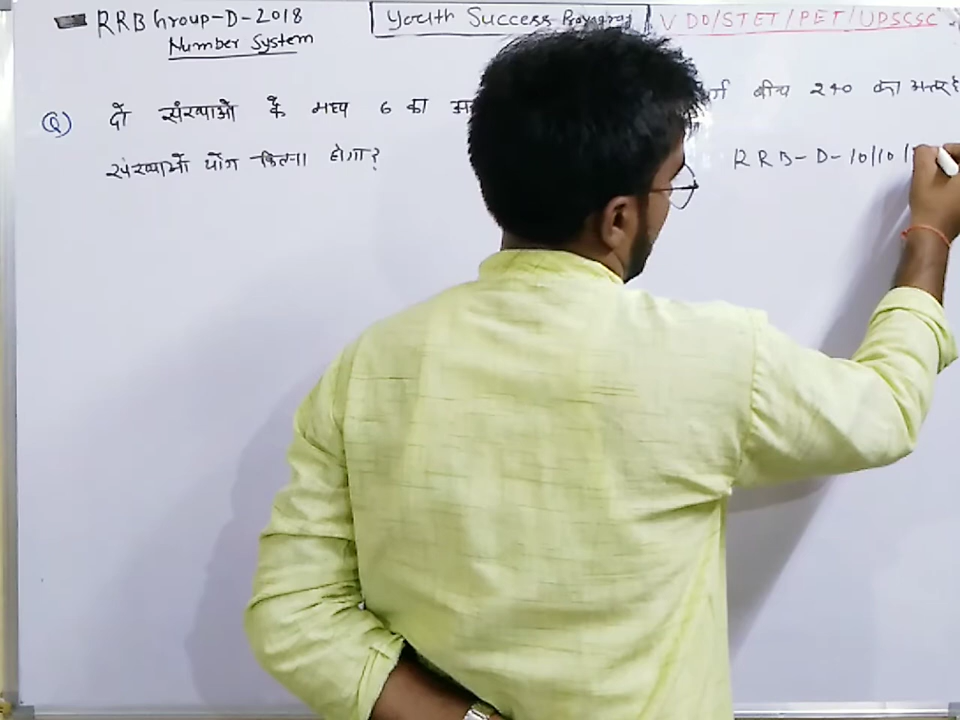 RRB Group-D-2018
Number System
Youth Success Prayagraj
VDO/STET/PET/UPSSSC
Q) दो संख्याओं के मध्य 6 का
बीच 240 का अन्तर है
संख्याओं योग कितना होगा?
RRB-D-10/10/